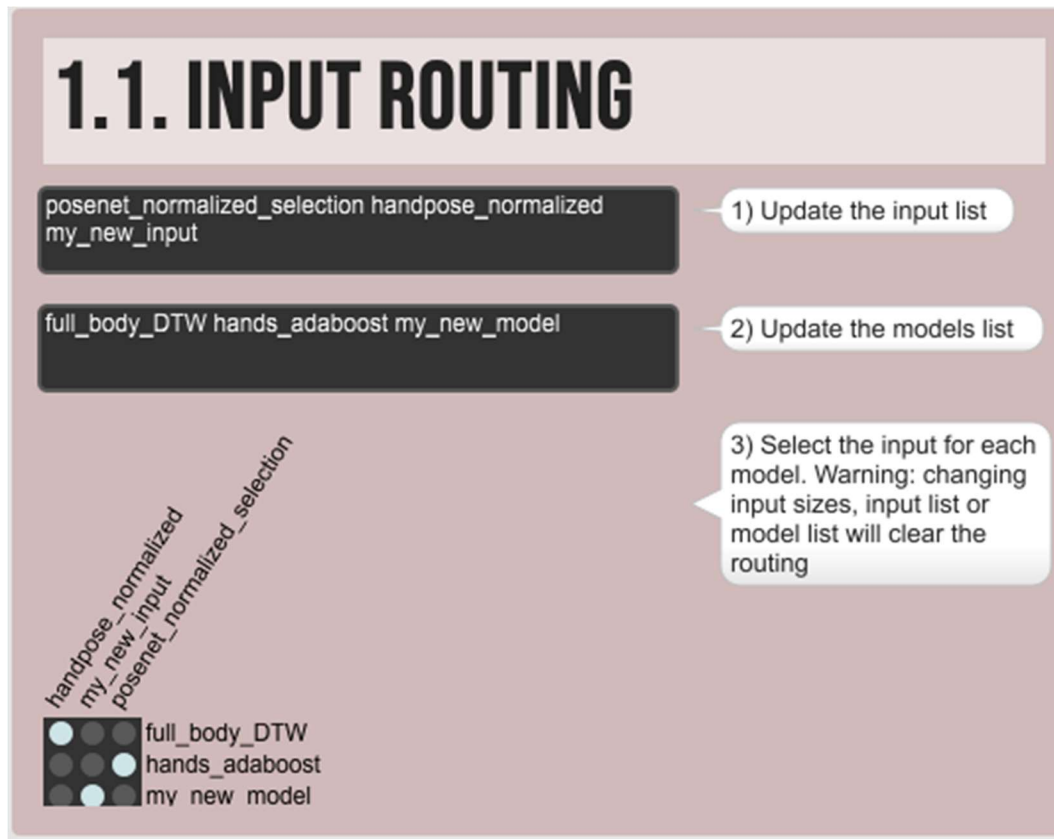 1.1. INPUT ROUTING
posenet_normalized_selection handpose_normalized
my_new_input
1) Update the input list
full_body_DTW hands_adaboost my_new_model
2) Update the models list
3) Select the input for each
model. Warning: changing
input sizes, input list or
model list will clear the
routing
handpose_normalized
my_new_input
posenet_normalized_selection
full_body_DTW
hands_adaboost
my_new_model